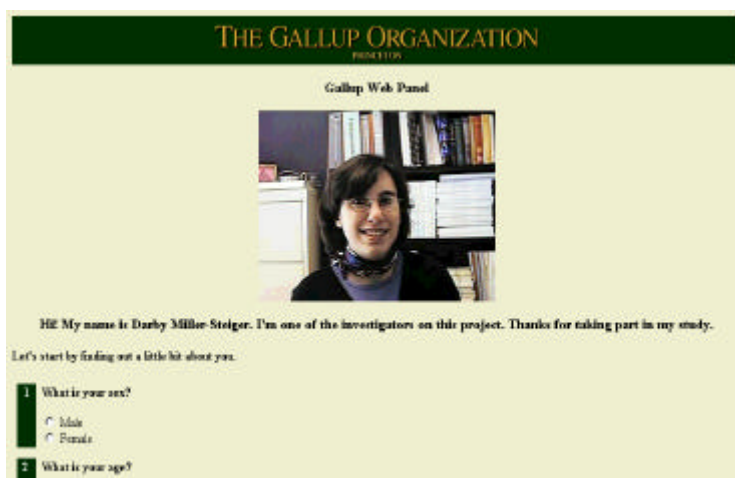 THE GALLUP ORGANIZATION
PRINCETON
Gallup Web Panel
Hi! My name is Darby Miller-Steiger. I'm one of the investigators on this project. Thanks for taking part in my study.
Let's start by finding out a little bit about you.
1 What is your sex?
Male
Female
2 What is your age?